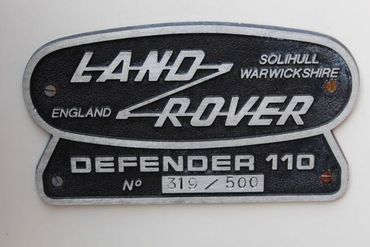 LAND
ROVER
SOLIHULL
WARWICKSHIRE
ENGLAND
DEFENDER 110
Nº 319 / 500